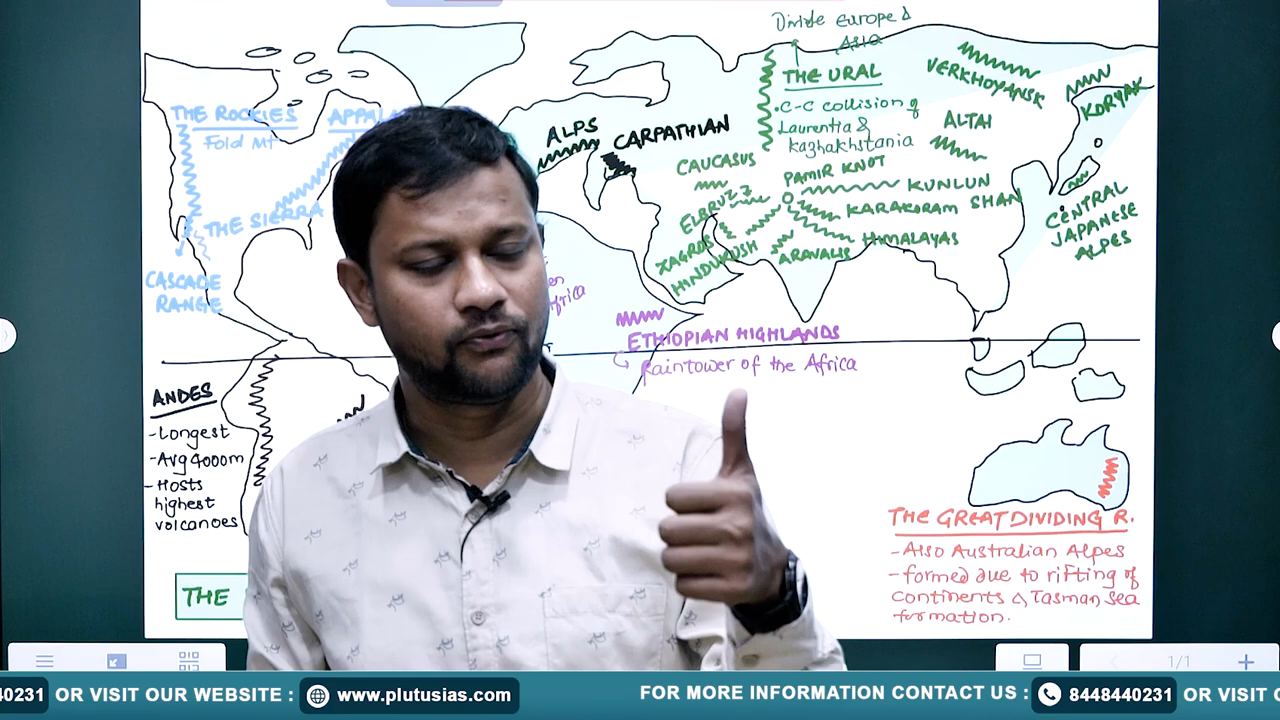 Divide europe &
Asia
THE URAL
• C-C collision of
Laurentia &
kazhakhstania
VERKHOYANSK
KORYAK
ALTAI
THE ROCKIES
Fold Mt
THE SIERRA
CASCADE
RANGE
ALPS
CARPATHIAN
CAUCASUS
PAMIR KNOT
KUNLUN
ELBRUZZ
KARAKORAM
SHAN
ZAGROS
HINDUKUSH
ARAVALIS
HIMALAYAS
CENTRAL
JAPANESE
ALPES
ETHIOPIAN HIGHLANDS
Raintower of the Africa
ANDES
- Longest
- Avg 4000m
- Hosts
highest
volcanoes
THE GREAT DIVIDING R.
- Also Australian Alpes
- formed due to rifting of
continents & Tasman sea
formation.
THE
1/1
40231 OR VISIT OUR WEBSITE : www.plutusias.com FOR MORE INFORMATION CONTACT US : 8448440231 OR VISIT